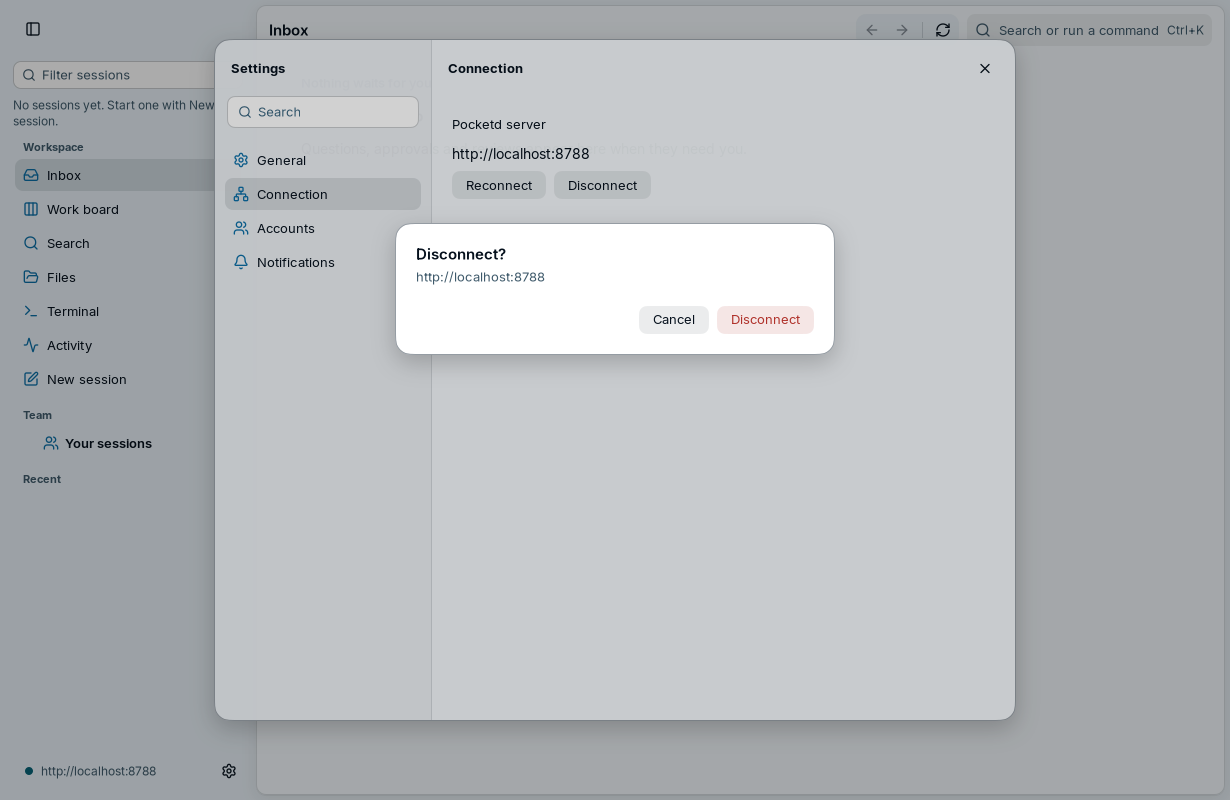 Inbox
Search or run a command Ctrl+K
Filter sessions
No sessions yet. Start one with New
session.
Workspace
Inbox
Work board
Search
Files
Terminal
Activity
New session
Team
Your sessions
Recent
http://localhost:8788
Settings
Search
General
Connection
Accounts
Notifications
Connection
Pocketd server
http://localhost:8788
Reconnect Disconnect
Disconnect?
http://localhost:8788
Cancel Disconnect